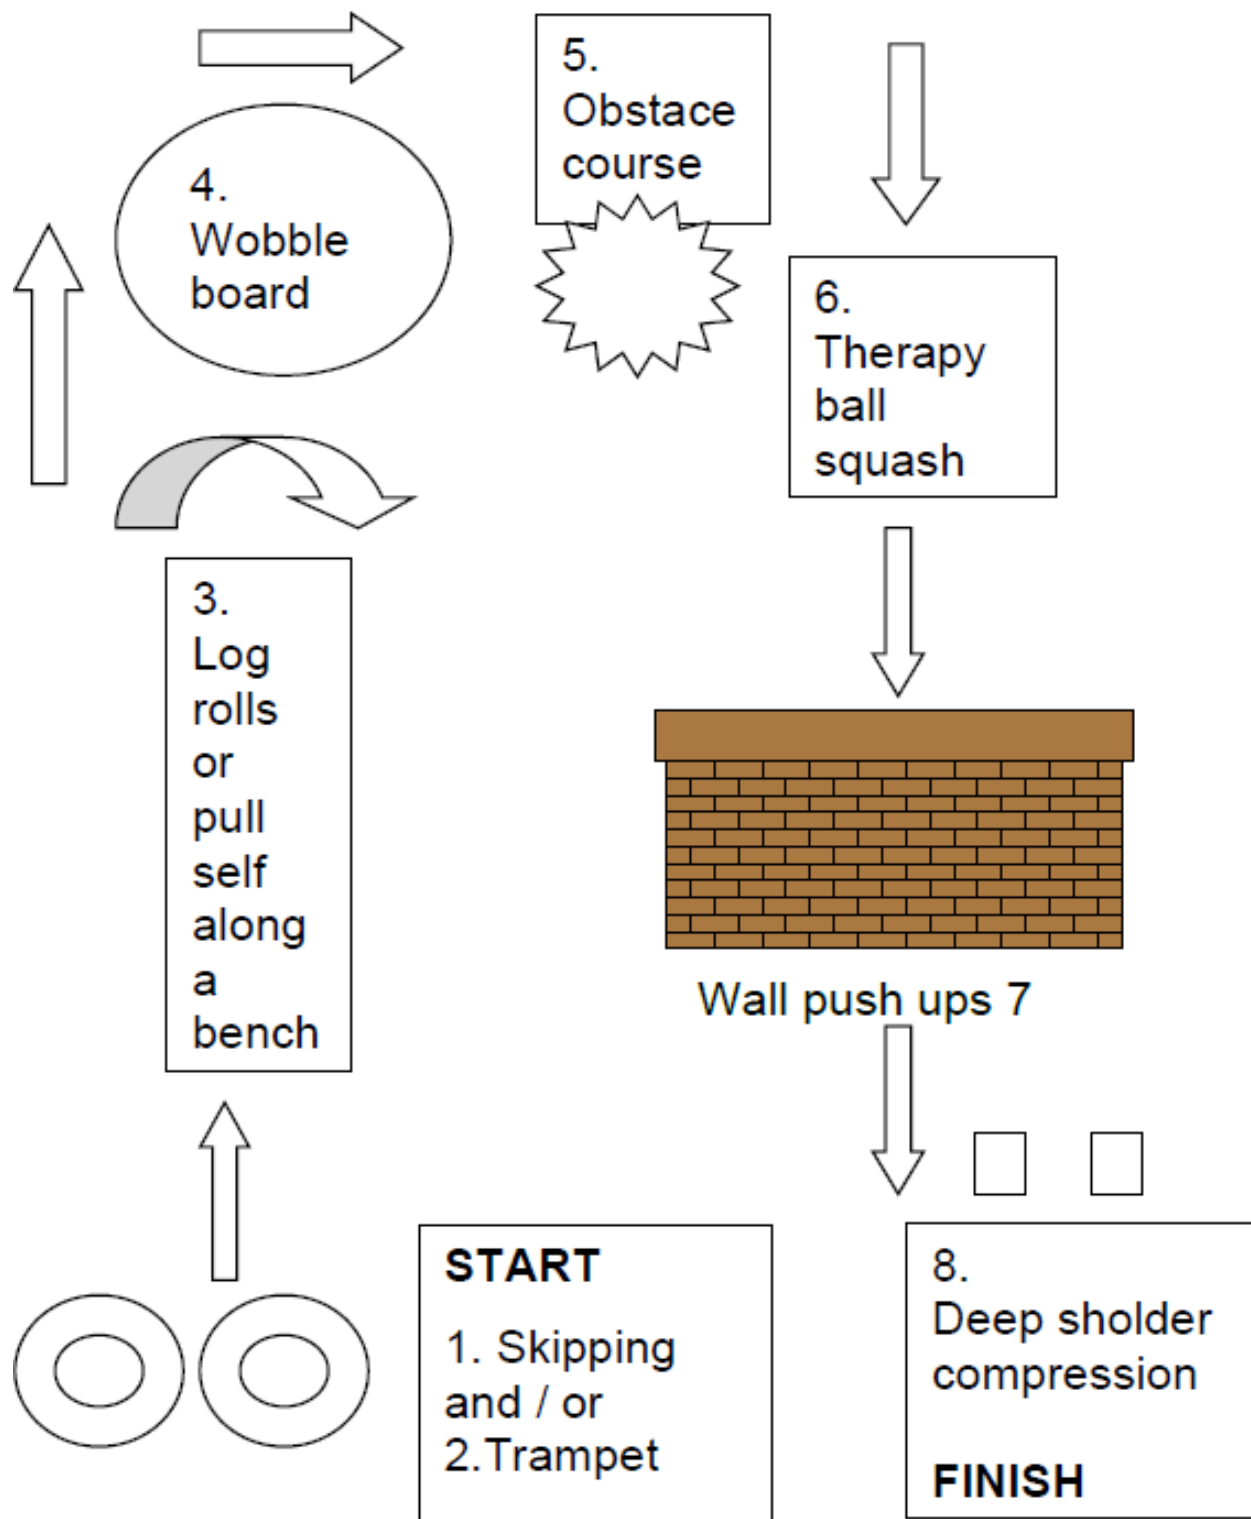 5.
Obstace
course
4.
Wobble
board
6.
Therapy
ball
squash
3.
Log
rolls
or
pull
self
along
a
bench
Wall push ups 7
START
1. Skipping
and / or
2.Trampet
8.
Deep sholder
compression
FINISH